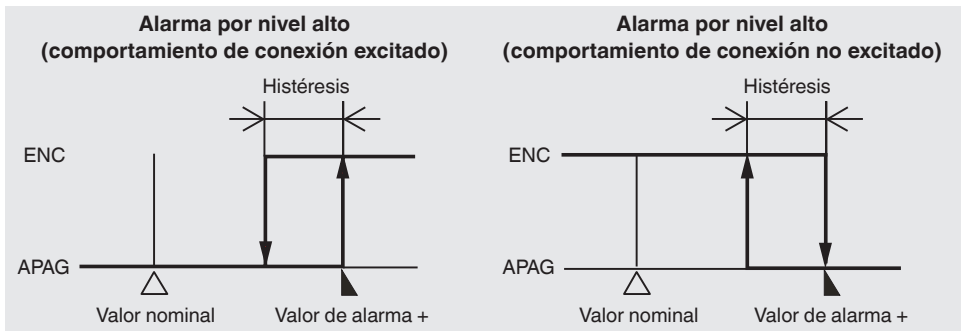 Alarma por nivel alto
(comportamiento de conexión excitado)
Histéresis
ENC
APAG
Valor nominal
Valor de alarma +
Alarma por nivel alto
(comportamiento de conexión no excitado)
Histéresis
ENC
APAG
Valor nominal
Valor de alarma +